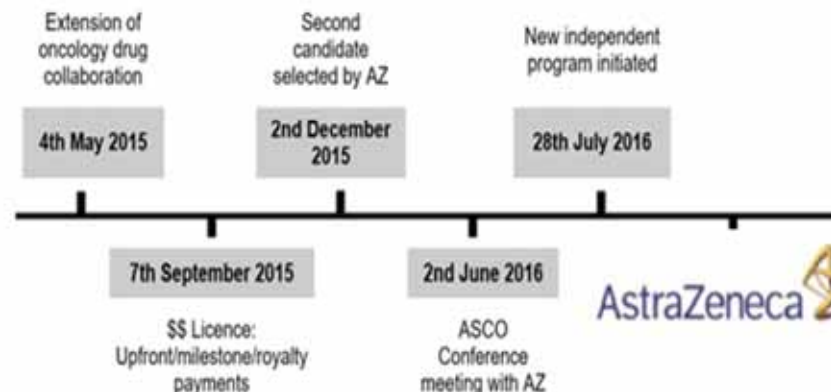 Extension of
oncology drug
collaboration
4th May 2015
7th September 2015
$$ Licence:
Upfront/milestone/royalty
payments
Second
candidate
selected by AZ
2nd December
2015
2nd June 2016
ASCO
Conference
meeting with AZ
New independent
program initiated
28th July 2016
AstraZeneca